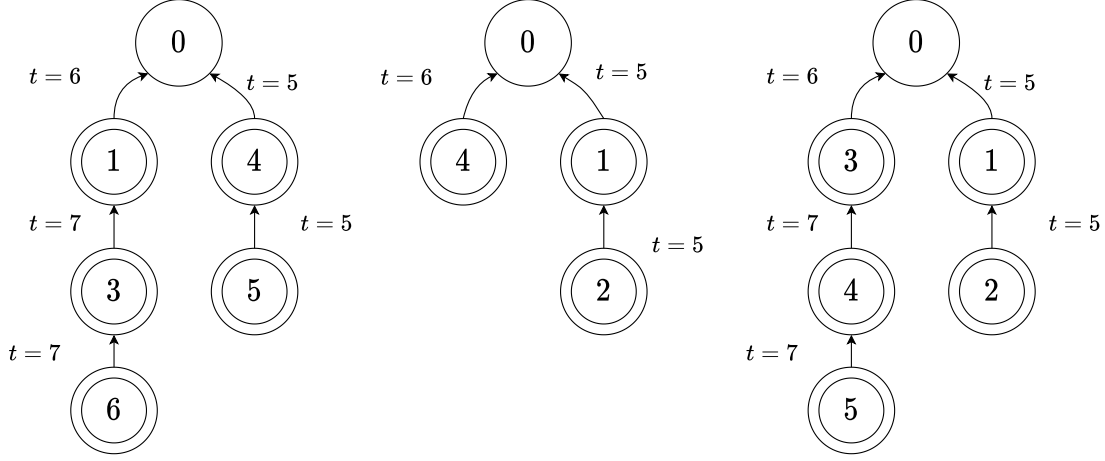 0 0 0
t = 6 t = 5 t = 6 t = 5 t = 6 t = 5
1 4 4 1 3 1
t = 7 t = 5 t = 5 t = 7 t = 5
3 5 2 4 2
t = 7 t = 7
6 5